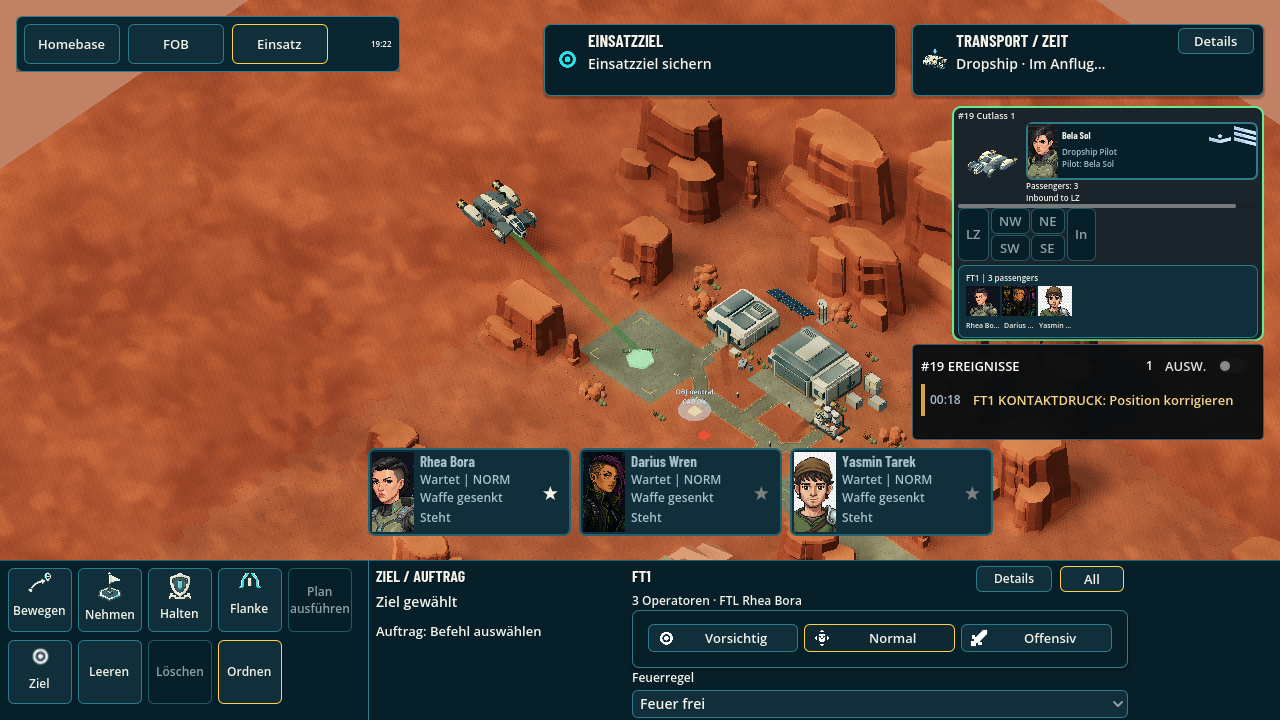 Homebase
FOB
Einsatz
19:22
EINSATZZIEL
Einsatzziel sichern
TRANSPORT / ZEIT
Dropship · Im Anflug...
Details
#19 Cutlass 1
Bela Sol
Dropship Pilot
Pilot: Bela Sol
Passengers: 3
Inbound to LZ
LZ
NW
NE
SW
SE
In
FT1 | 3 passengers
Rhea Bo...
Darius ...
Yasmin ...
#19 EREIGNISSE
1
AUSW.
00:18
FT1 KONTAKTDRUCK: Position korrigieren
OBJ neutral
Rhea Bora
Wartet | NORM
Waffe gesenkt
Steht
Darius Wren
Wartet | NORM
Waffe gesenkt
Steht
Yasmin Tarek
Wartet | NORM
Waffe gesenkt
Steht
Bewegen
Nehmen
Halten
Flanke
Plan ausführen
Ziel
Leeren
Löschen
Ordnen
ZIEL / AUFTRAG
Ziel gewählt
Auftrag: Befehl auswählen
FT1
Details
All
3 Operatoren · FTL Rhea Bora
Vorsichtig
Normal
Offensiv
Feuerregel
Feuer frei